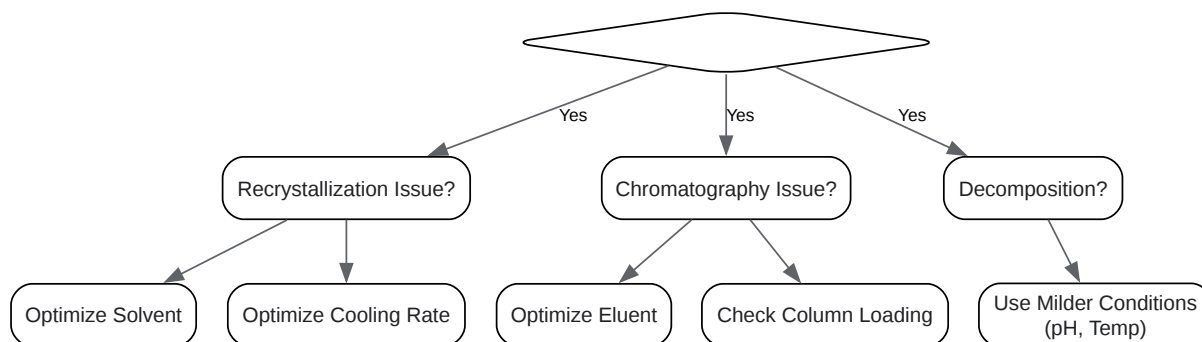 Yes Yes Yes
Recrystallization Issue? Chromatography Issue? Decomposition?
Optimize Solvent Optimize Cooling Rate Optimize Eluent Check Column Loading Use Milder Conditions
(pH, Temp)